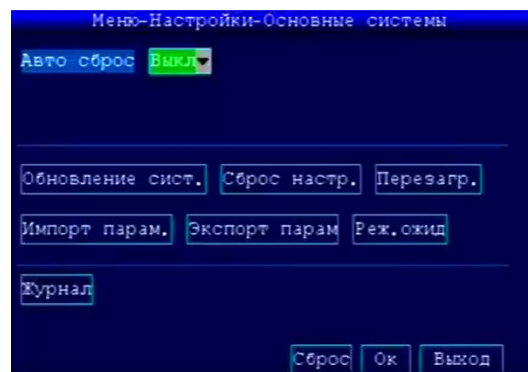 Меню-Настройки-Основные системы
Авто сброс Выкл
Обновление сист. Сброс настр. Перезагр.
Импорт парам. Экспорт парам Реж.ожид
Журнал
Сброс Ок Выход